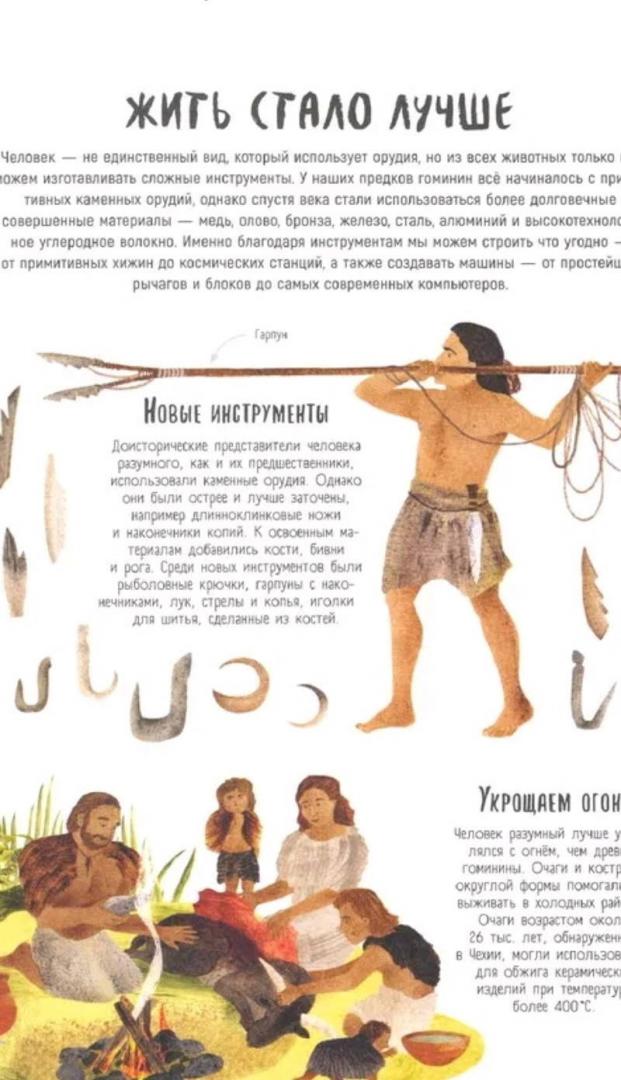 ЖИТЬ СТАЛО ЛУЧШЕ
Человек — не единственный вид, который использует орудия, но из всех животных только
можем изготавливать сложные инструменты. У наших предков гоминин всё начиналось с при
тивных каменных орудий, однако спустя века стали использоваться более долговечные
совершенные материалы — медь, олово, бронза, железо, сталь, алюминий и высокотехноло
ное углеродное волокно. Именно благодаря инструментам мы можем строить что угодно —
от примитивных хижин до космических станций, а также создавать машины — от простейш
рычагов и блоков до самых современных компьютеров.
Гарпун
Новые инструменты
Доисторические представители человека
разумного, как и их предшественники,
использовали каменные орудия. Однако
они были острее и лучше заточены,
например длинноклинковые ножи
и наконечники копий. К освоенным ма-
териалам добавились кости, бивни
и рога. Среди новых инструментов были
рыболовные крючки, гарпуны с нако-
нечниками, лук, стрелы и копья, иголки
для шитья, сделанные из костей.
Укрощаем огон
Человек разумный лучше у
лялся с огнём, чем древ
гоминины. Очаги и костр
округлой формы помогали
выживать в холодных рай
Очаги возрастом окол
26 тыс. лет, обнаружен
в Чехии, могли использов
для обжига керамически
изделий при температур
более 400°С.